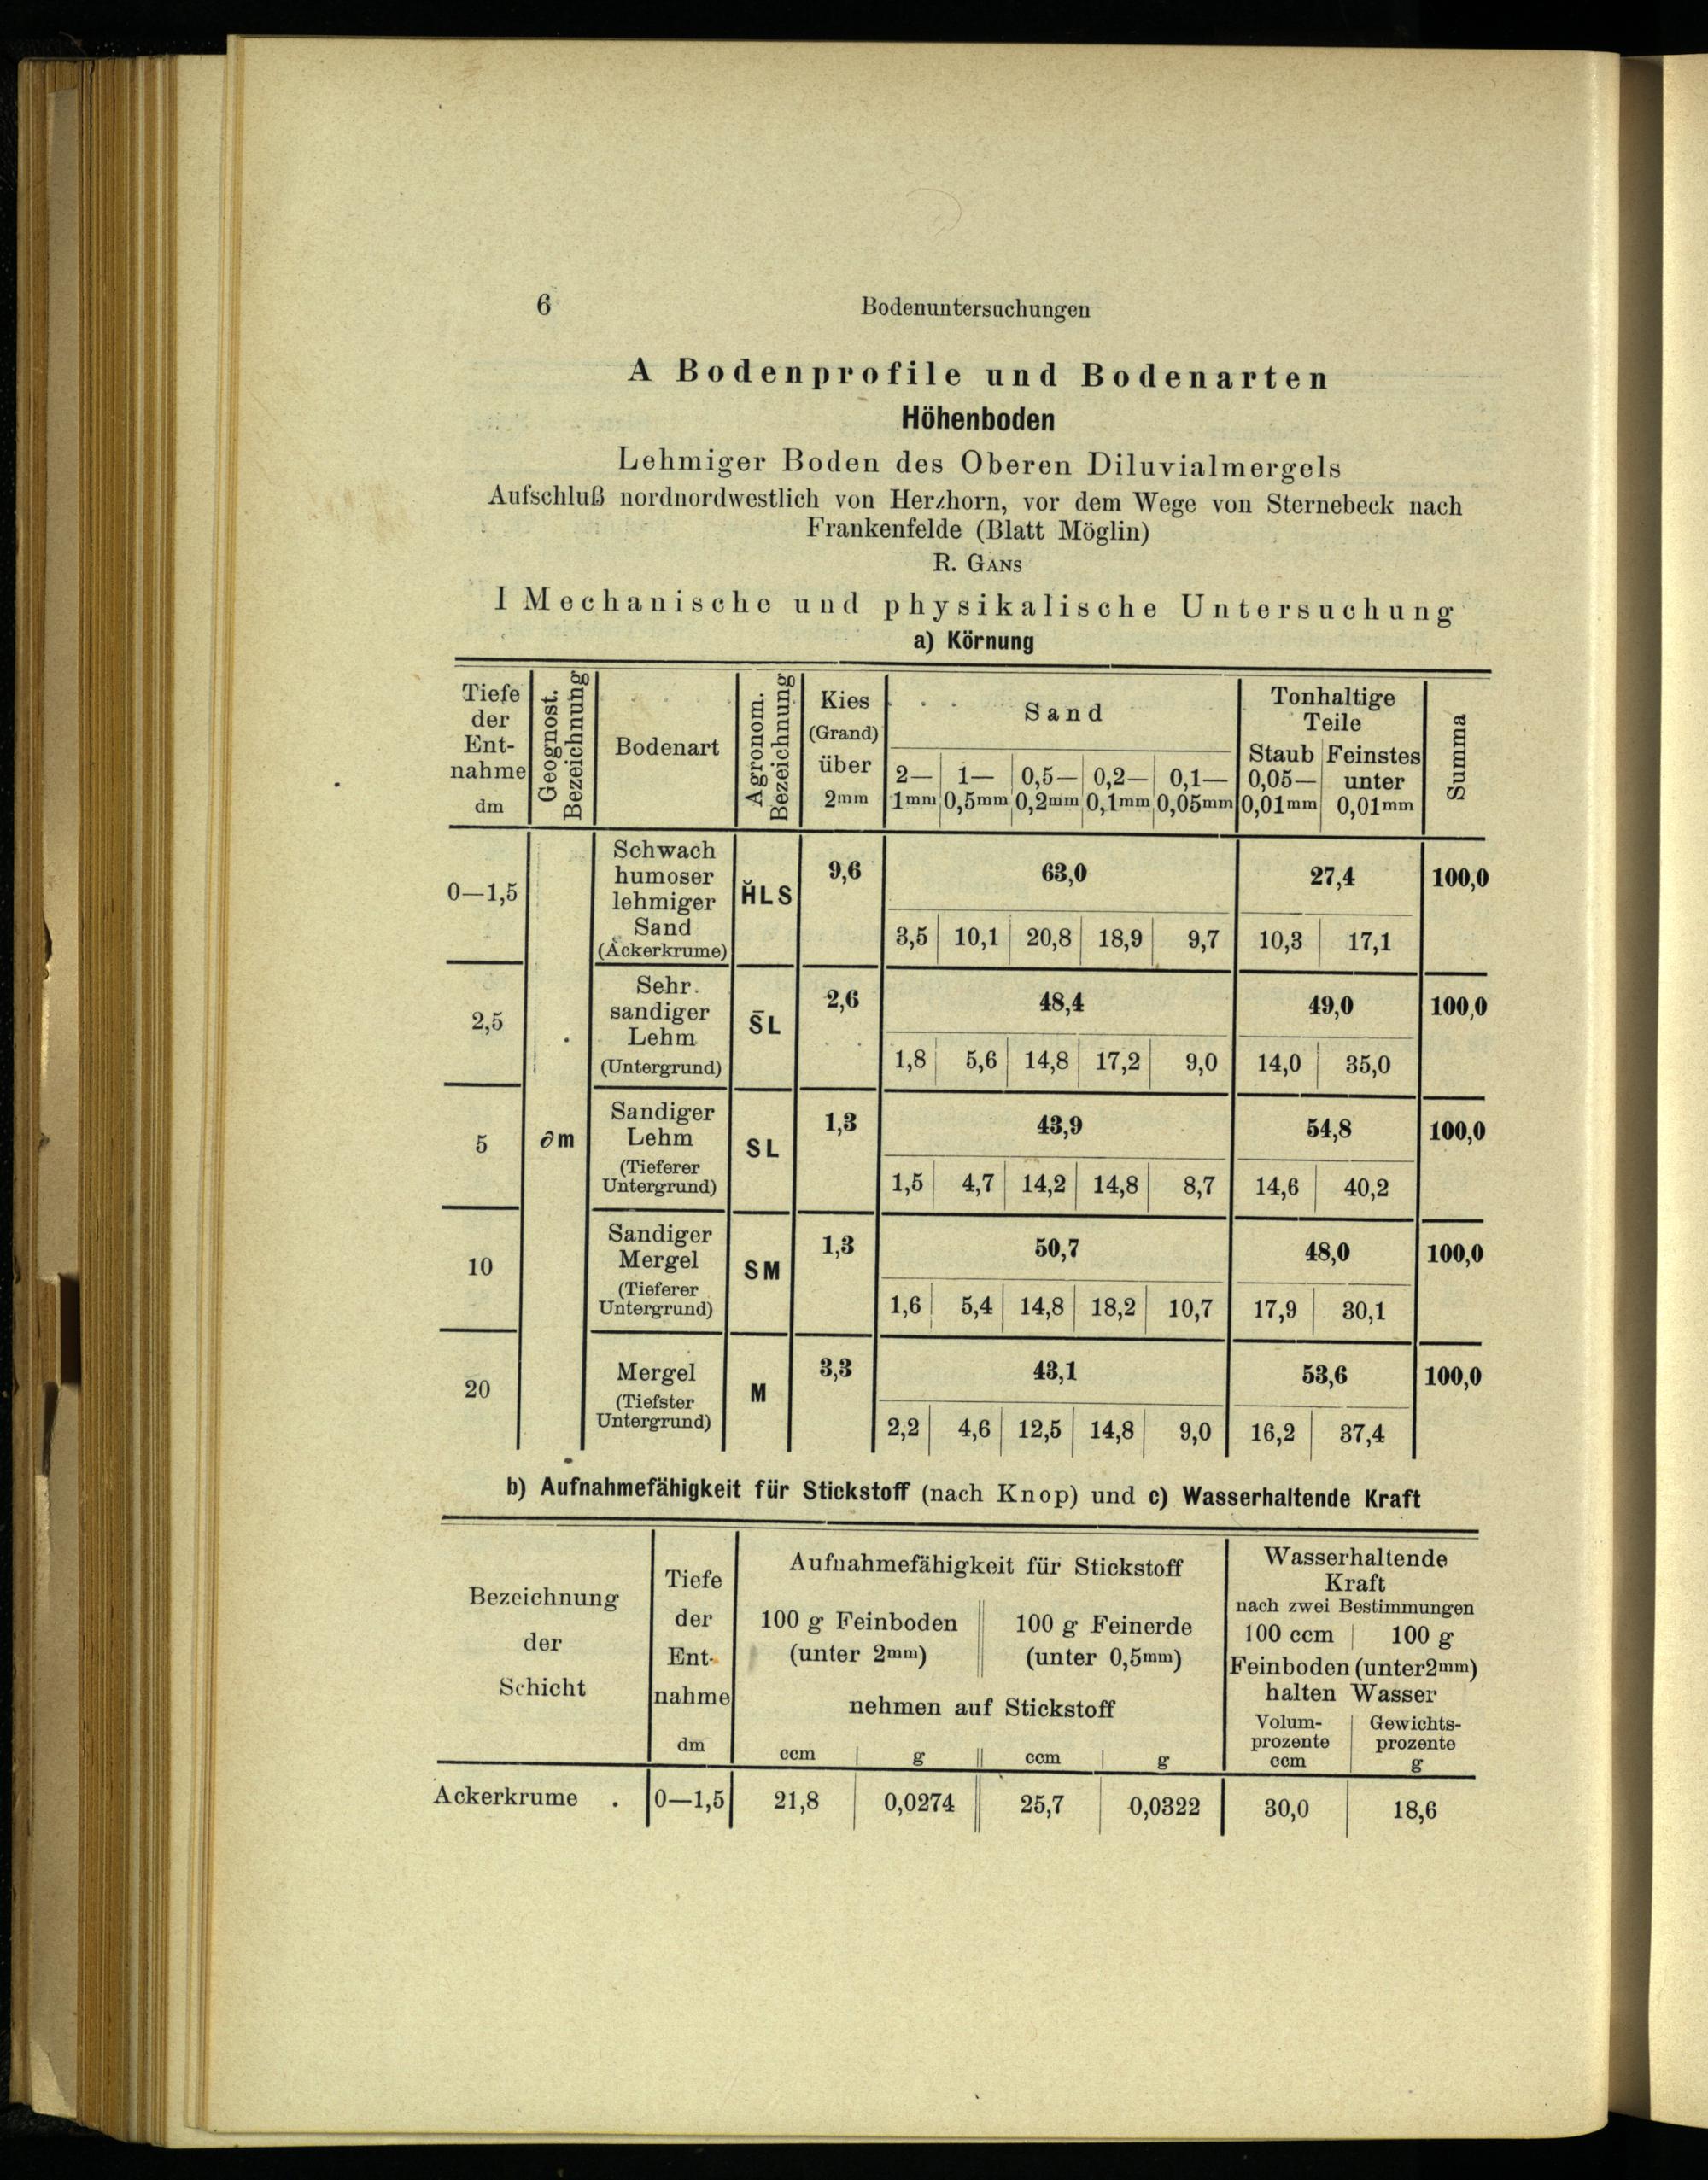 6 Bodenuntersuchungen
A Bodenprofile und Bodenarten
Höhenboden
Lehmiger Boden des Oberen Diluvialmergels
Aufschluß nordnordwestlich von Herzhorn, vor dem Wege von Sternebeck nach
Frankenfelde (Blatt Möglin)
R. GANS
I Mechanische und physikalische Untersuchung
a) Körnung
Tiefe der Ent-nahme dm | Geognost. Bezeichnung | Bodenart | Agronom. Bezeichnung | Kies (Grand) über 2mm | Sand | Tonhaltige Teile | Summa
2—1mm | 1—0,5mm | 0,5—0,2mm | 0,2—0,1mm | 0,1—0,05mm | Staub 0,05—0,01mm | Feinstes unter 0,01mm
0—1,5 | Schwach humoser lehmiger Sand (Ackerkrume) | H̆LS | 9,6 | 63,0 | 27,4 | 100,0
3,5 | 10,1 | 20,8 | 18,9 | 9,7 | 10,3 | 17,1
2,5 | Sehr sandiger Lehm (Untergrund) | S̄L | 2,6 | 48,4 | 49,0 | 100,0
1,8 | 5,6 | 14,8 | 17,2 | 9,0 | 14,0 | 35,0
5 | ∂m | Sandiger Lehm (Tieferer Untergrund) | SL | 1,3 | 43,9 | 54,8 | 100,0
1,5 | 4,7 | 14,2 | 14,8 | 8,7 | 14,6 | 40,2
10 | Sandiger Mergel (Tieferer Untergrund) | SM | 1,3 | 50,7 | 48,0 | 100,0
1,6 | 5,4 | 14,8 | 18,2 | 10,7 | 17,9 | 30,1
20 | Mergel (Tiefster Untergrund) | M | 3,3 | 43,1 | 53,6 | 100,0
2,2 | 4,6 | 12,5 | 14,8 | 9,0 | 16,2 | 37,4
b) Aufnahmefähigkeit für Stickstoff (nach Knop) und c) Wasserhaltende Kraft
Bezeichnung der Schicht | Tiefe der Ent-nahme dm | Aufnahmefähigkeit für Stickstoff | Wasserhaltende Kraft nach zwei Bestimmungen
100 g Feinboden (unter 2mm) | 100 g Feinerde (unter 0,5mm) | 100 ccm | 100 g
nehmen auf Stickstoff | Feinboden (unter 2mm) halten Wasser
ccm | g | ccm | g | Volum-prozente ccm | Gewichts-prozente g
Ackerkrume . | 0—1,5 | 21,8 | 0,0274 | 25,7 | 0,0322 | 30,0 | 18,6